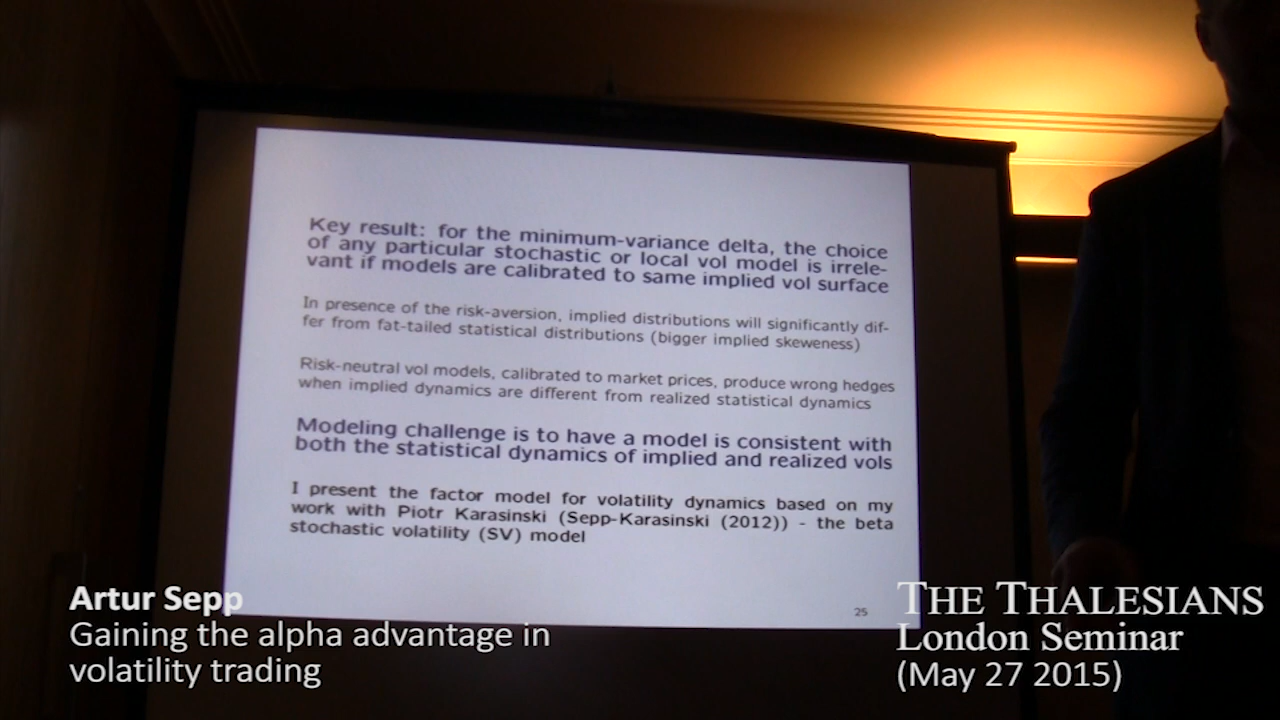 Key result: for the minimum-variance delta, the choice
of any particular stochastic or local vol model is irrele-
vant if models are calibrated to same implied vol surface
In presence of the risk-aversion, implied distributions will significantly dif-
fer from fat-tailed statistical distributions (bigger implied skeweness)
Risk-neutral vol models, calibrated to market prices, produce wrong hedges
when implied dynamics are different from realized statistical dynamics
Modeling challenge is to have a model is consistent with
both the statistical dynamics of implied and realized vols
I present the factor model for volatility dynamics based on my
work with Piotr Karasinski (Sepp-Karasinski (2012)) - the beta
stochastic volatility (SV) model
25
Artur Sepp
Gaining the alpha advantage in
volatility trading
THE THALESIANS
London Seminar
(May 27 2015)